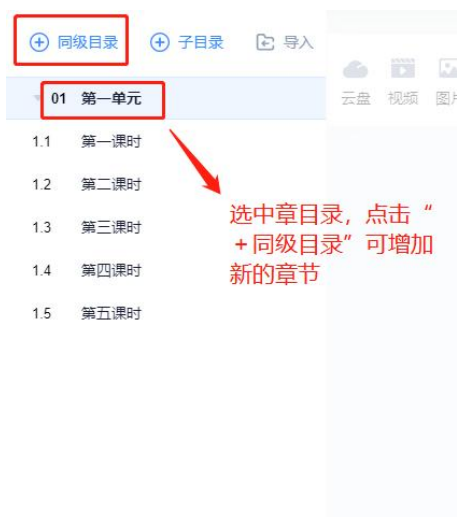 同级目录 子目录 导入
01 第一单元
云盘 视频 图
1.1 第一课时
1.2 第二课时
1.3 第三课时
1.4 第四课时
1.5 第五课时
选中章目录，点击“
+同级目录”可增加
新的章节